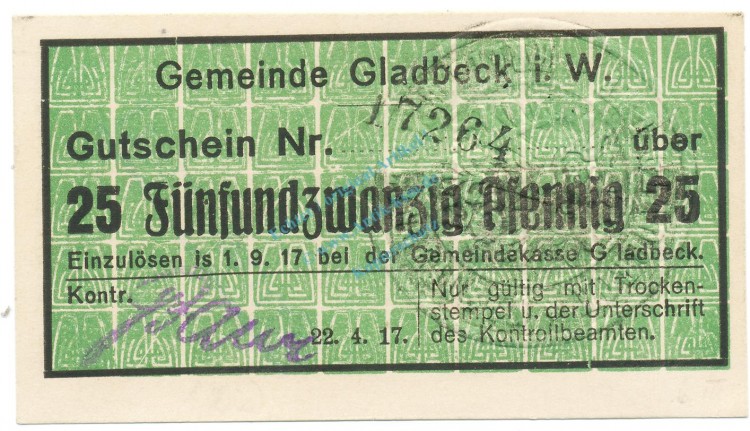 Gemeinde Gladbeck i. W.
Gutschein Nr. 17264 über
25 Fünfundzwanzig Pfennig 25
Einzulösen is 1. 9. 17 bei der Gemeindekasse Gladbeck.
Kontr.
22. 4. 17.
Nur gültig mit Trocken-
stempel u. der Unterschrift
des Kontrollbeamten.